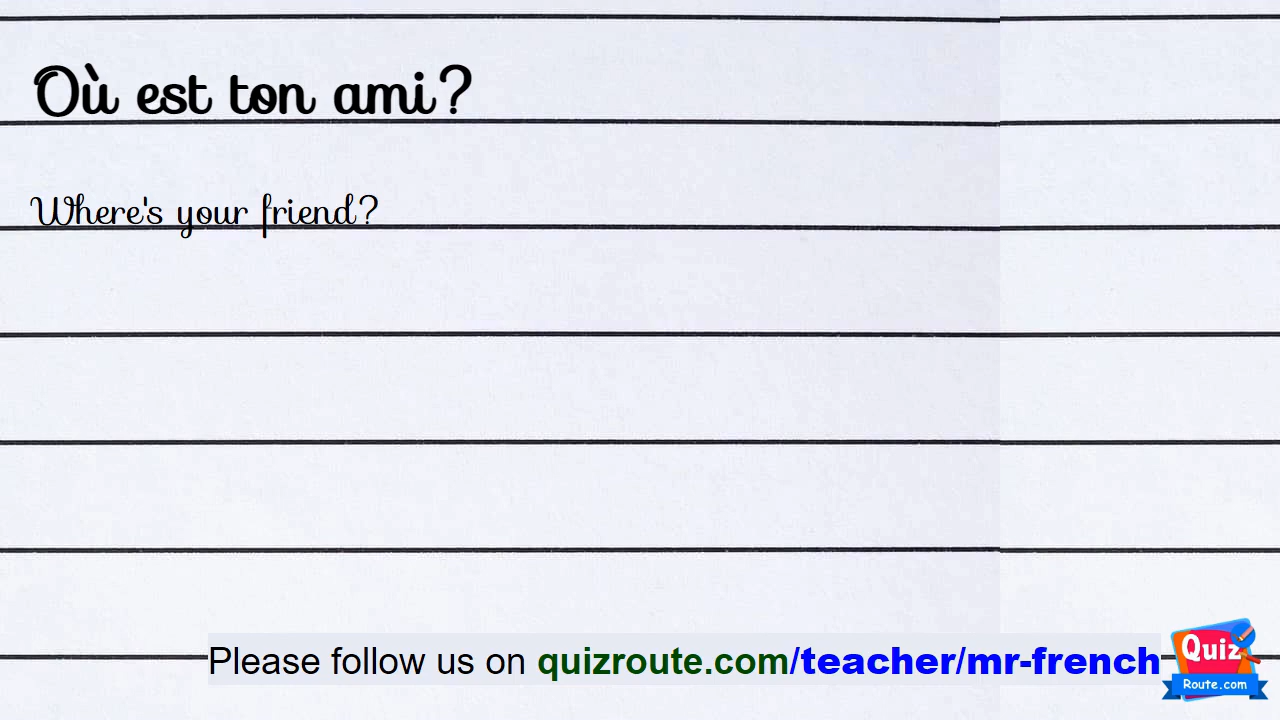 Où est ton ami?
Where's your friend?
Please follow us on quizroute.com/teacher/mr-french
Quiz
Route.com